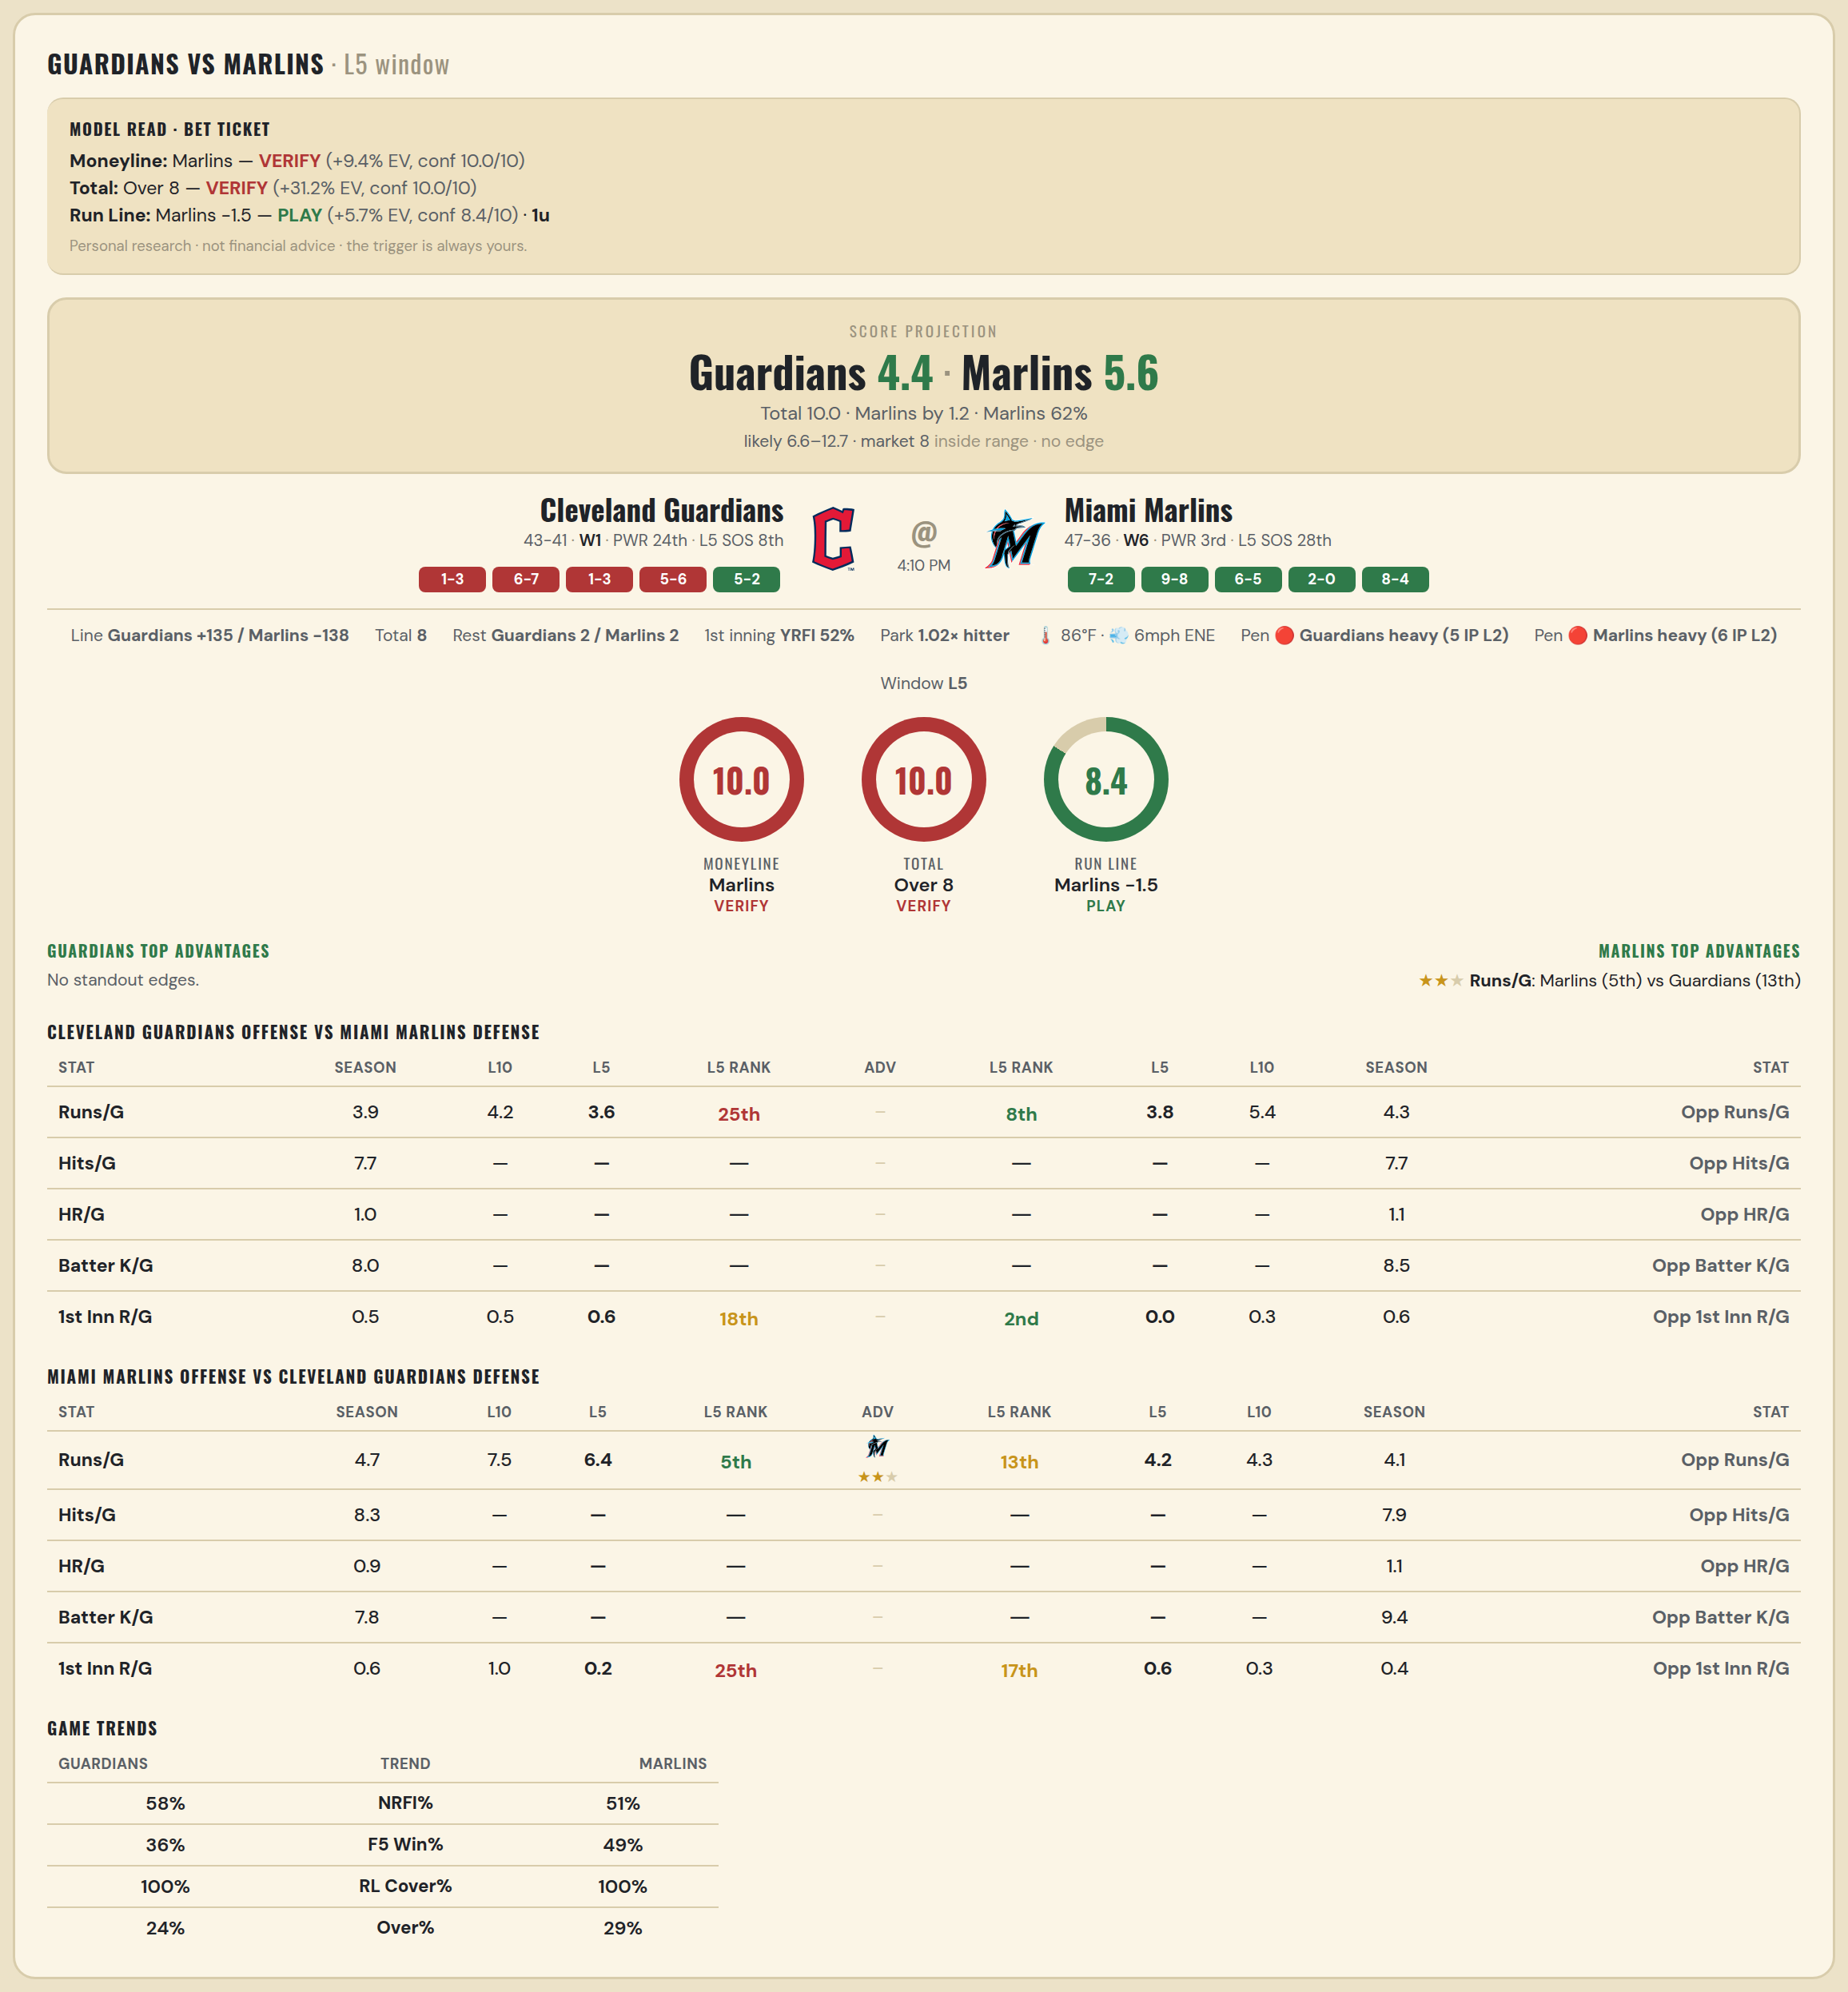 GUARDIANS VS MARLINS · L5 window
MODEL READ · BET TICKET
Moneyline: Marlins — VERIFY (+9.4% EV, conf 10.0/10)
Total: Over 8 — VERIFY (+31.2% EV, conf 10.0/10)
Run Line: Marlins -1.5 — PLAY (+5.7% EV, conf 8.4/10) · 1u
Personal research · not financial advice · the trigger is always yours.
SCORE PROJECTION
Guardians 4.4 · Marlins 5.6
Total 10.0 · Marlins by 1.2 · Marlins 62%
likely 6.6–12.7 · market 8 inside range · no edge
Cleveland Guardians
43-41 · W1 · PWR 24th · L5 SOS 8th
1-3 6-7 1-3 5-6 5-2
@
4:10 PM
Miami Marlins
47-36 · W6 · PWR 3rd · L5 SOS 28th
7-2 9-8 6-5 2-0 8-4
Line Guardians +135 / Marlins -138 Total 8 Rest Guardians 2 / Marlins 2 1st inning YRFI 52% Park 1.02× hitter 🌡️ 86°F · 💨 6mph ENE Pen 🔴 Guardians heavy (5 IP L2) Pen 🔴 Marlins heavy (6 IP L2)
Window L5
10.0 10.0 8.4
MONEYLINE TOTAL RUN LINE
Marlins Over 8 Marlins -1.5
VERIFY VERIFY PLAY
GUARDIANS TOP ADVANTAGES
No standout edges.
MARLINS TOP ADVANTAGES
★★★ Runs/G: Marlins (5th) vs Guardians (13th)
CLEVELAND GUARDIANS OFFENSE VS MIAMI MARLINS DEFENSE
STAT SEASON L10 L5 L5 RANK ADV L5 RANK L5 L10 SEASON STAT
Runs/G 3.9 4.2 3.6 25th – 8th 3.8 5.4 4.3 Opp Runs/G
Hits/G 7.7 — — — – — — — 7.7 Opp Hits/G
HR/G 1.0 — — — – — — — 1.1 Opp HR/G
Batter K/G 8.0 — — — – — — — 8.5 Opp Batter K/G
1st Inn R/G 0.5 0.5 0.6 18th – 2nd 0.0 0.3 0.6 Opp 1st Inn R/G
MIAMI MARLINS OFFENSE VS CLEVELAND GUARDIANS DEFENSE
STAT SEASON L10 L5 L5 RANK ADV L5 RANK L5 L10 SEASON STAT
Runs/G 4.7 7.5 6.4 5th ★★★ 13th 4.2 4.3 4.1 Opp Runs/G
Hits/G 8.3 — — — – — — — 7.9 Opp Hits/G
HR/G 0.9 — — — – — — — 1.1 Opp HR/G
Batter K/G 7.8 — — — – — — — 9.4 Opp Batter K/G
1st Inn R/G 0.6 1.0 0.2 25th – 17th 0.6 0.3 0.4 Opp 1st Inn R/G
GAME TRENDS
GUARDIANS TREND MARLINS
58% NRFI% 51%
36% F5 Win% 49%
100% RL Cover% 100%
24% Over% 29%